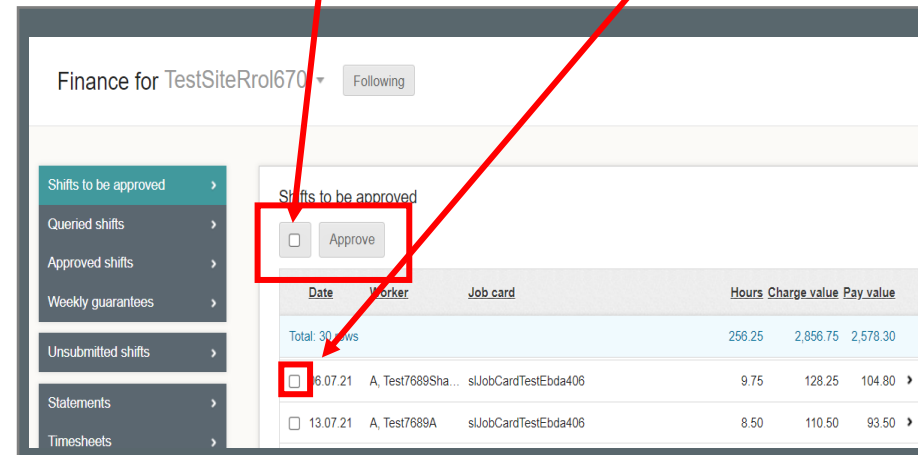 Finance for TestSiteRrol670 Following
Shifts to be approved
Queried shifts
Approved shifts
Weekly guarantees
Unsubmitted shifts
Statements
Timesheets
Shifts to be approved
Approve
Date Worker Job card Hours Charge value Pay value
Total: 30 rows 256.25 2,856.75 2,578.30
06.07.21 A, Test7689Sha... slJobCardTestEbda406 9.75 128.25 104.80
13.07.21 A, Test7689A slJobCardTestEbda406 8.50 110.50 93.50